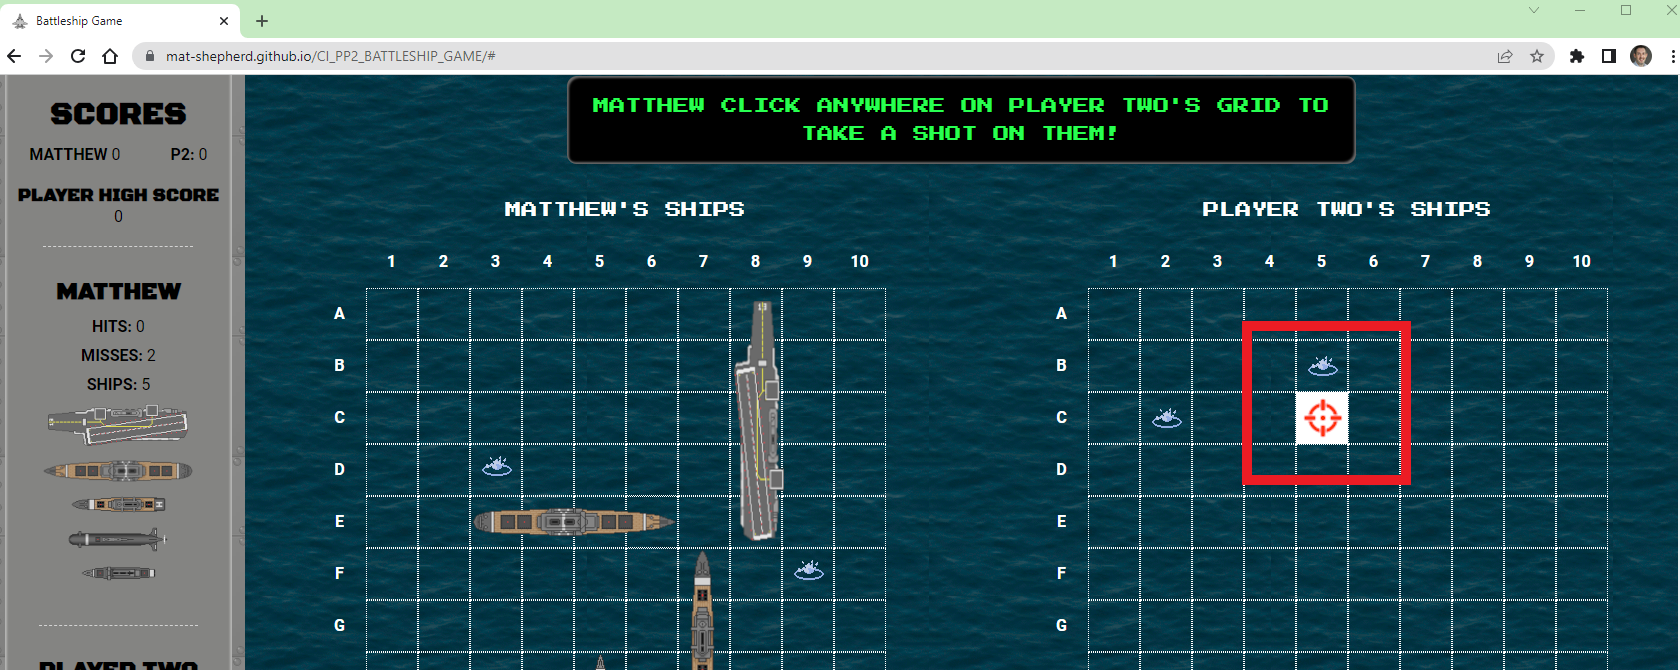 Battleship Game
mat-shepherd.github.io/CI_PP2_BATTLESHIP_GAME/#
SCORES
MATTHEW 0 P2: 0
PLAYER HIGH SCORE
0
MATTHEW
HITS: 0
MISSES: 2
SHIPS: 5
PLAYER TWO
MATTHEW CLICK ANYWHERE ON PLAYER TWO'S GRID TO
TAKE A SHOT ON THEM!
MATTHEW'S SHIPS
1 2 3 4 5 6 7 8 9 10
A
B
C
D
E
F
G
PLAYER TWO'S SHIPS
1 2 3 4 5 6 7 8 9 10
A
B
C
D
E
F
G